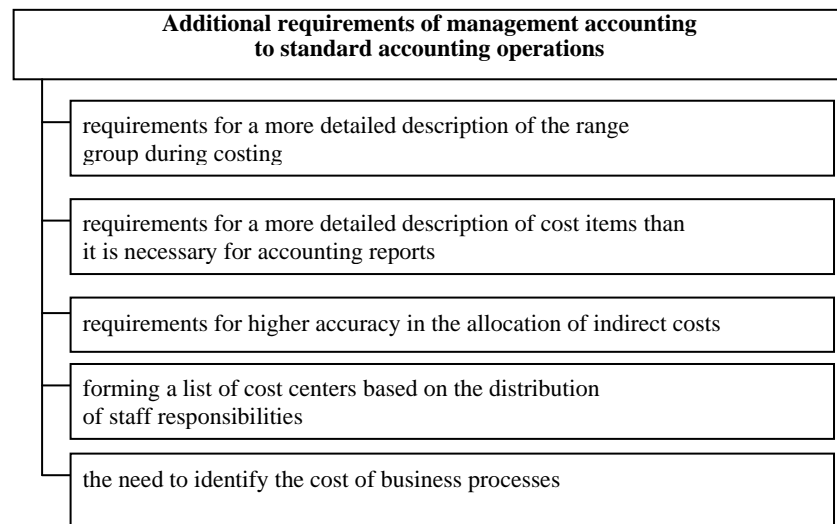 Additional requirements of management accounting
to standard accounting operations
requirements for a more detailed description of the range
group during costing
requirements for a more detailed description of cost items than
it is necessary for accounting reports
requirements for higher accuracy in the allocation of indirect costs
forming a list of cost centers based on the distribution
of staff responsibilities
the need to identify the cost of business processes